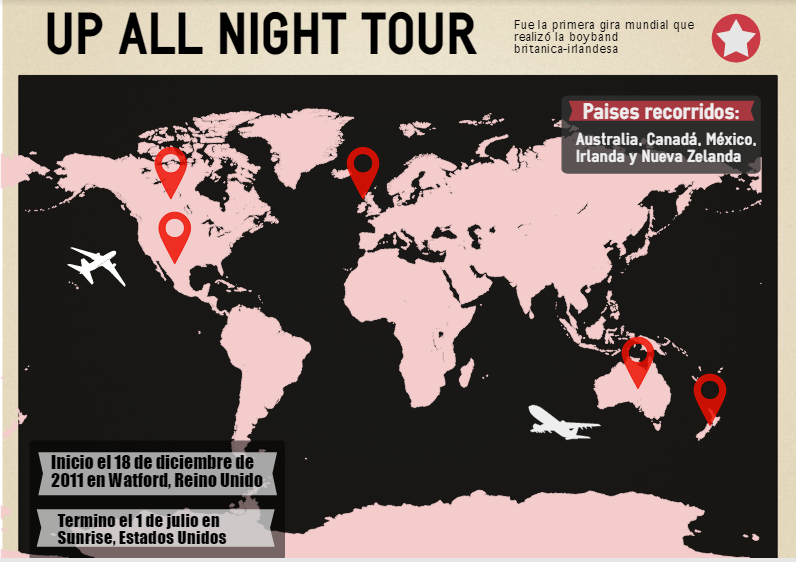 UP ALL NIGHT TOUR
Fue la primera gira mundial que
realizó la boyband
britanica-irlandesa
Paises recorridos:
Australia, Canadá, México,
Irlanda y Nueva Zelanda
Inicio el 18 de diciembre de
2011 en Watford, Reino Unido
Termino el 1 de julio en
Sunrise, Estados Unidos